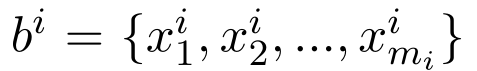 b^i = \{x_1^i, x_2^i, ..., x_{m_i}^i\}